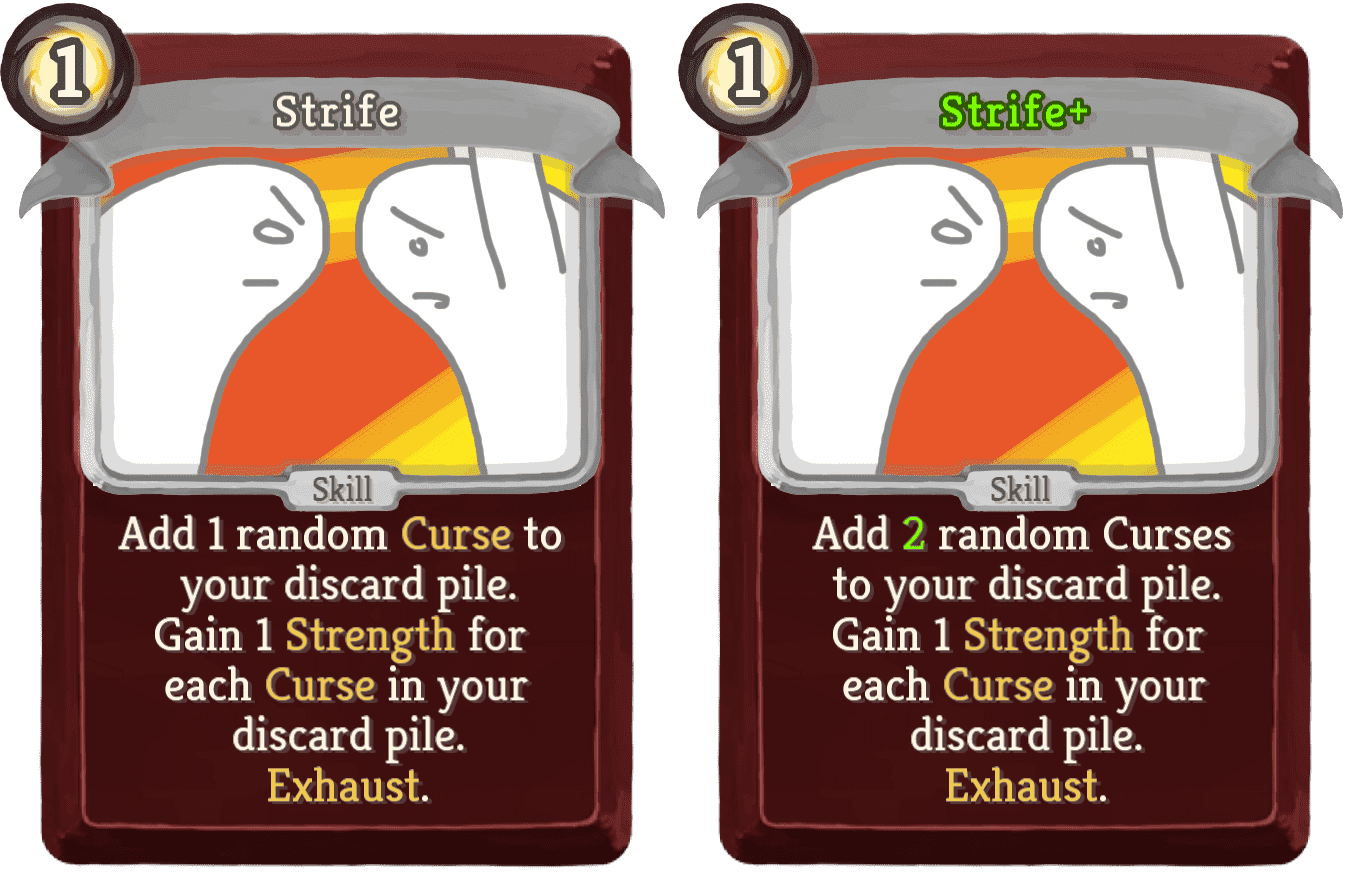 1
Strife
Skill
Add 1 random Curse to
your discard pile.
Gain 1 Strength for
each Curse in your
discard pile.
Exhaust.
1
Strife+
Skill
Add 2 random Curses
to your discard pile.
Gain 1 Strength for
each Curse in your
discard pile.
Exhaust.